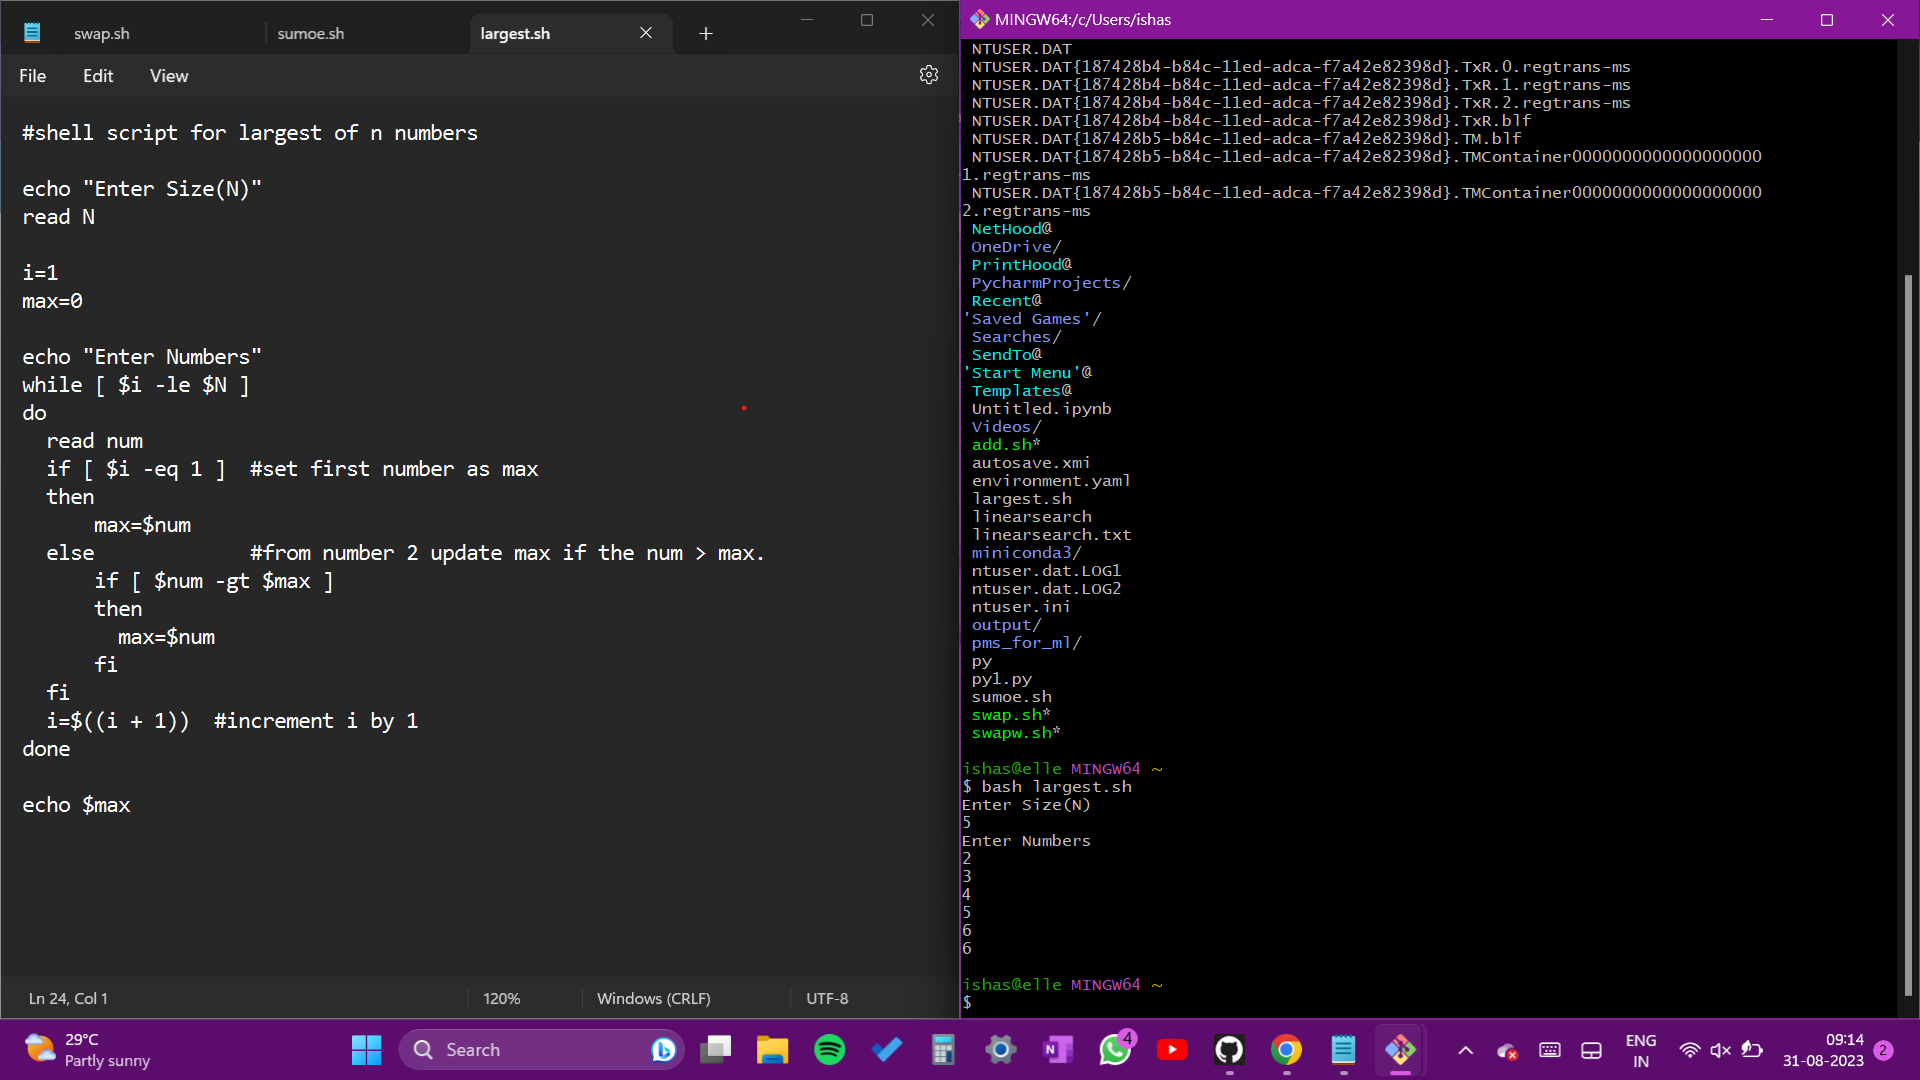 swap.sh
sumoe.sh
largest.sh
File
Edit
View
#shell script for largest of n numbers
echo "Enter Size(N)"
read N
i=1
max=0
echo "Enter Numbers"
while [ $i -le $N ]
do
read num
if [ $i -eq 1 ]  #set first number as max
then
max=$num
else             #from number 2 update max if the num > max.
if [ $num -gt $max ]
then
max=$num
fi
fi
i=$((i + 1))  #increment i by 1
done
echo $max
Ln 24, Col 1
120%
Windows (CRLF)
UTF-8
MINGW64:/c/Users/ishas
NTUSER.DAT
NTUSER.DAT{187428b4-b84c-11ed-adca-f7a42e82398d}.TxR.0.regtrans-ms
NTUSER.DAT{187428b4-b84c-11ed-adca-f7a42e82398d}.TxR.1.regtrans-ms
NTUSER.DAT{187428b4-b84c-11ed-adca-f7a42e82398d}.TxR.2.regtrans-ms
NTUSER.DAT{187428b4-b84c-11ed-adca-f7a42e82398d}.TxR.blf
NTUSER.DAT{187428b5-b84c-11ed-adca-f7a42e82398d}.TM.blf
NTUSER.DAT{187428b5-b84c-11ed-adca-f7a42e82398d}.TMContainer0000000000000000000
1.regtrans-ms
NTUSER.DAT{187428b5-b84c-11ed-adca-f7a42e82398d}.TMContainer0000000000000000000
2.regtrans-ms
NetHood@
OneDrive/
PrintHood@
PycharmProjects/
Recent@
'Saved Games'/
Searches/
SendTo@
'Start Menu'@
Templates@
Untitled.ipynb
Videos/
add.sh*
autosave.xmi
environment.yaml
largest.sh
linearsearch
linearsearch.txt
miniconda3/
ntuser.dat.LOG1
ntuser.dat.LOG2
ntuser.ini
output/
pms_for_ml/
py
py1.py
sumoe.sh
swap.sh*
swapw.sh*
ishas@elle MINGW64 ~
$ bash largest.sh
Enter Size(N)
5
Enter Numbers
2
3
4
5
6
6
ishas@elle MINGW64 ~
$
29°C
Partly sunny
Search
4
ENG
IN
09:14
31-08-2023
2